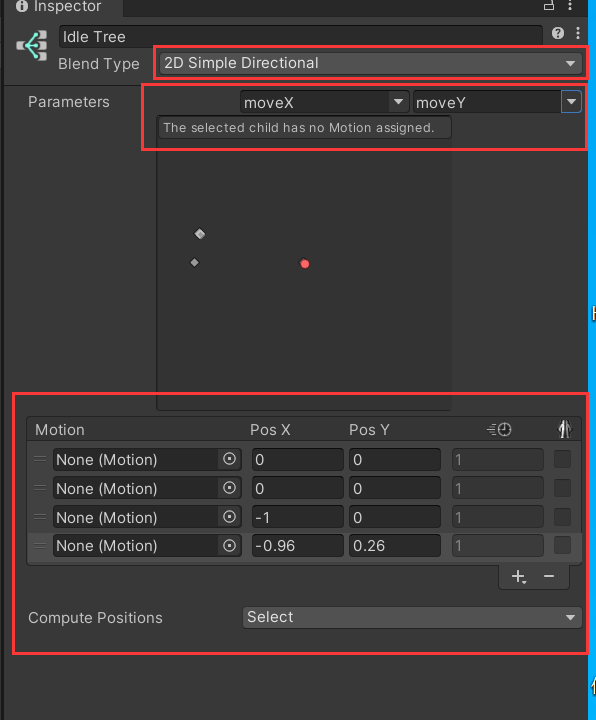 Inspector
Idle Tree
Blend Type 2D Simple Directional
Parameters moveX moveY
The selected child has no Motion assigned.
Motion Pos X Pos Y
None (Motion) 0 0 1
None (Motion) 0 0 1
None (Motion) -1 0 1
None (Motion) -0.96 0.26 1
Compute Positions Select